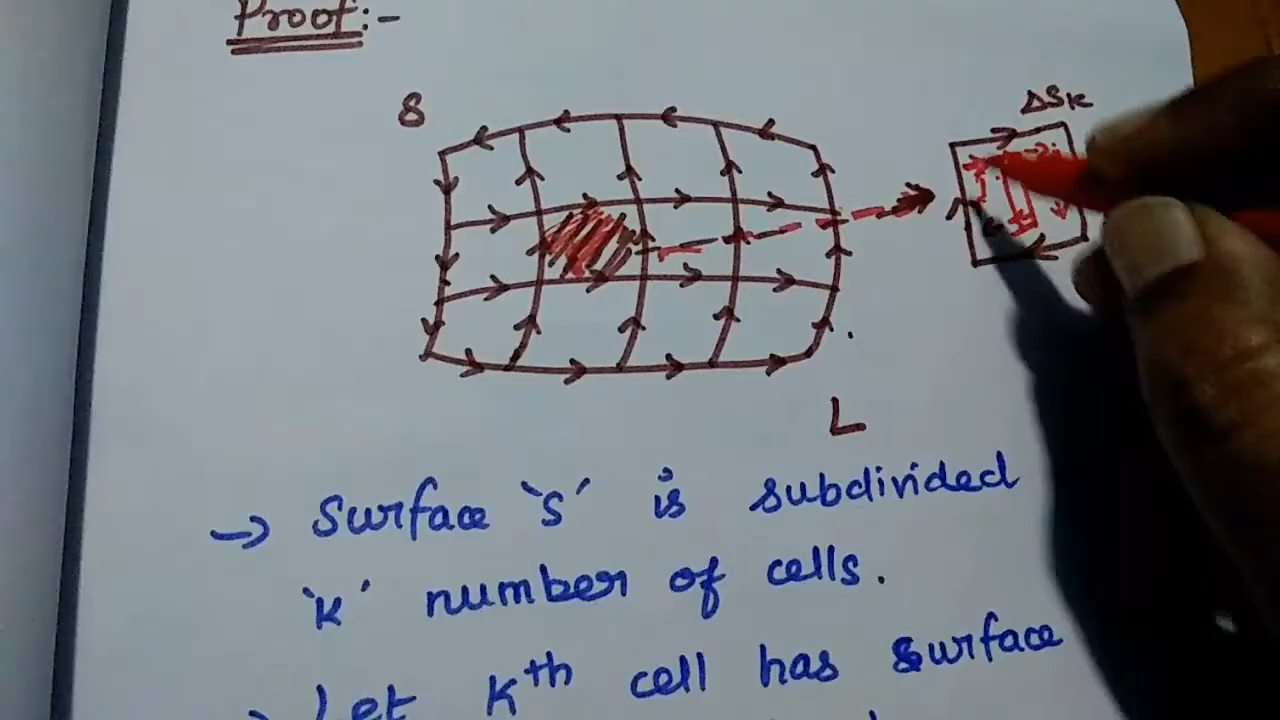 Proof:-
S
ΔSk
L
→ Surface 'S' is subdivided
'K' number of cells.
→ Let Kth cell has surface